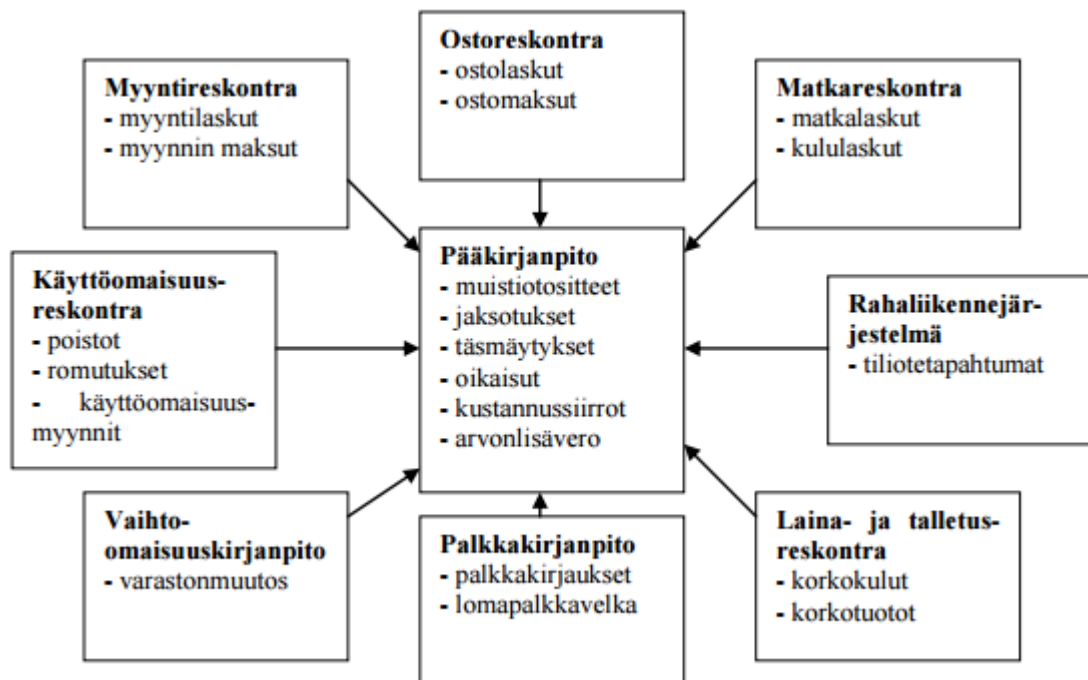 Ostoreskontra
- ostolaskut
- ostomaksut
Myyntireskontra
- myyntilaskut
- myynnin maksut
Matkareskontra
- matkalaskut
- kululaskut
Käyttöomaisuus-
reskontra
- poistot
- romutukset
- käyttöomaisuus-
myynnit
Pääkirjanpito
- muistiotositteet
- jaksotukset
- täsmäytykset
- oikaisut
- kustannussiirrot
- arvonlisävero
Rahaliikennejär-
jestelmä
- tiliotetapahtumat
Vaihto-
omaisuuskirjanpito
- varastonmuutos
Palkkakirjanpito
- palkkakirjaukset
- lomapalkkavelka
Laina- ja talletus-
reskontra
- korkokulut
- korkotuotot